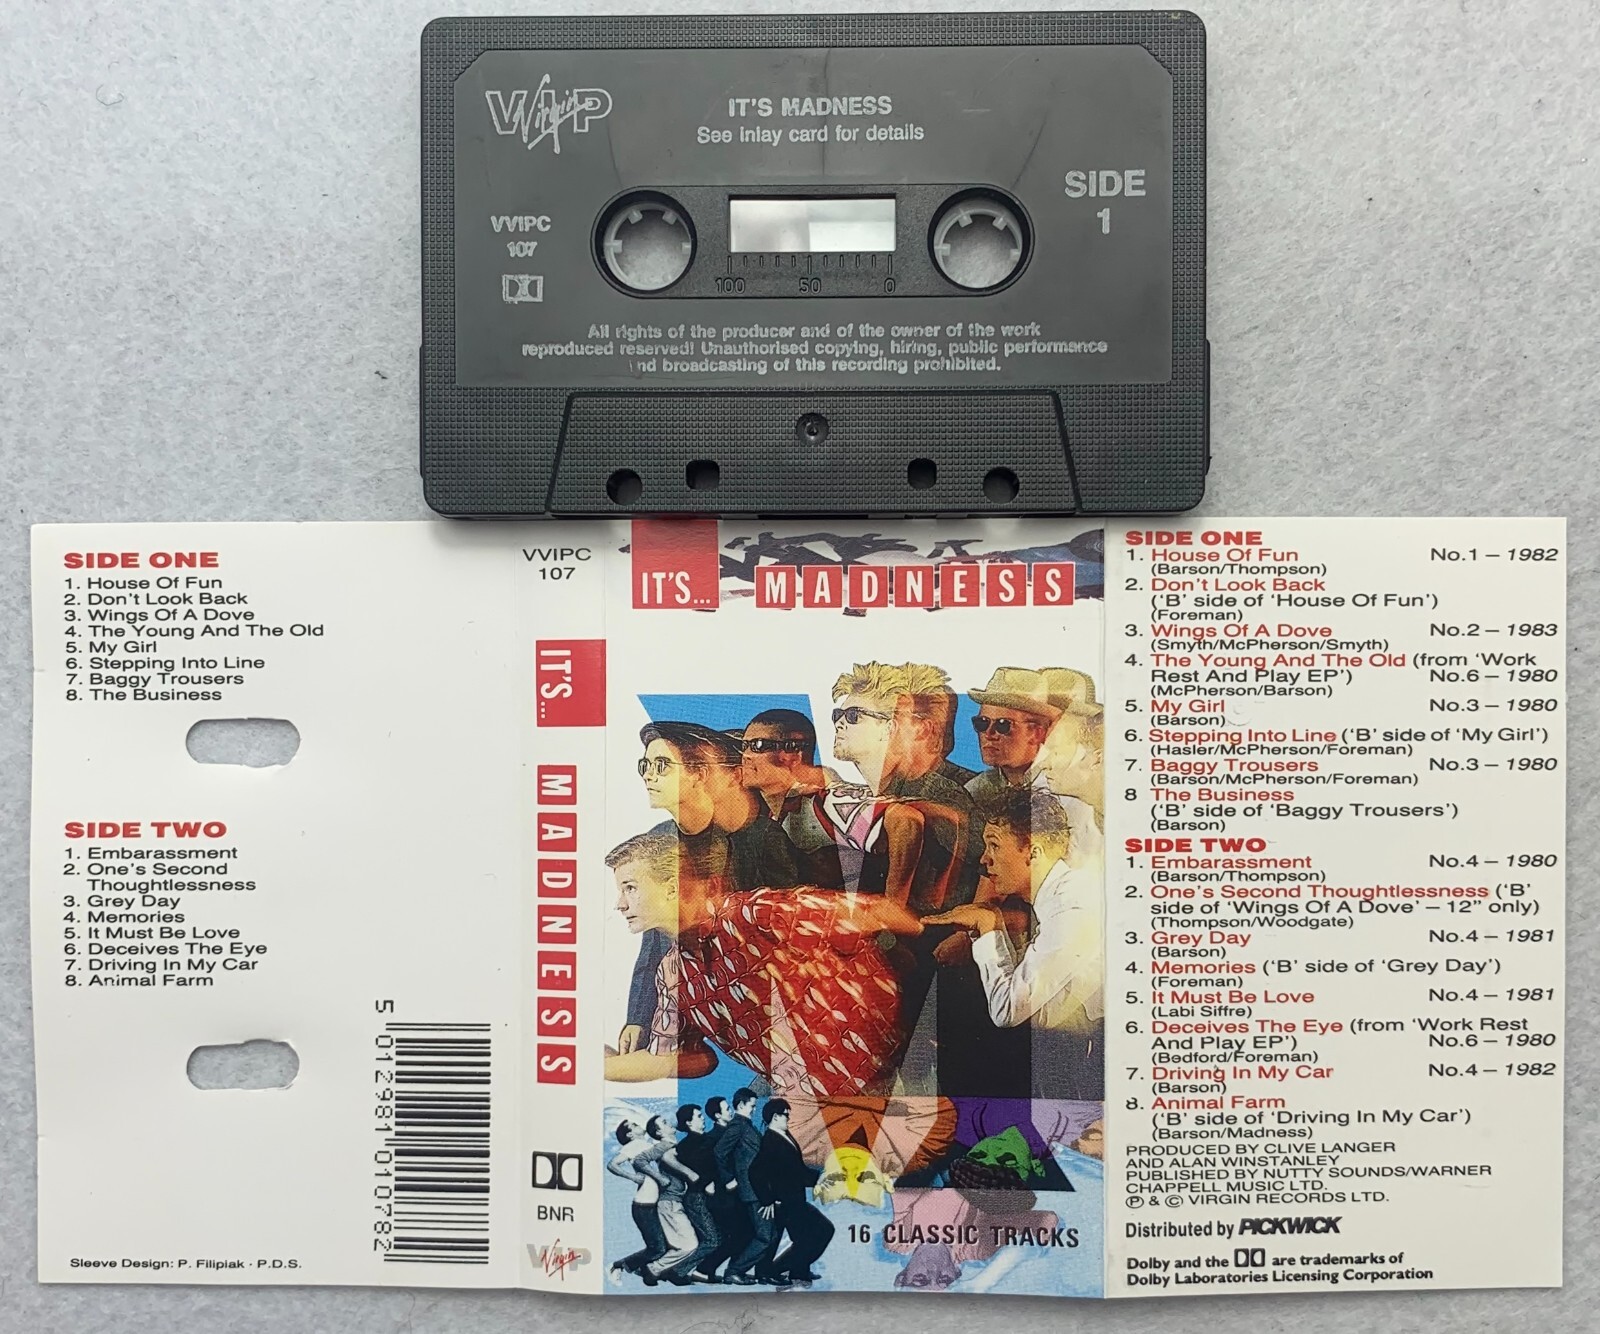 VIP
Virgin
IT'S MADNESS
See inlay card for details
SIDE
1
VVIPC
107
100 50 0
All rights of the producer and of the owner of the work
reproduced reserved! Unauthorised copying, hiring, public performance
nd broadcasting of this recording prohibited.
SIDE ONE
1. House Of Fun
2. Don't Look Back
3. Wings Of A Dove
4. The Young And The Old
5. My Girl
6. Stepping Into Line
7. Baggy Trousers
8. The Business
SIDE TWO
1. Embarassment
2. One's Second
Thoughtlessness
3. Grey Day
4. Memories
5. It Must Be Love
6. Deceives The Eye
7. Driving In My Car
8. Animal Farm
5 012981 010782
Sleeve Design: P. Filipiak · P.D.S.
VVIPC
107
IT'S... MADNESS
BNR
VIP
Virgin
IT'S... MADNESS
16 CLASSIC TRACKS
SIDE ONE
1. House Of Fun No.1 – 1982
(Barson/Thompson)
2. Don't Look Back
('B' side of 'House Of Fun')
(Foreman)
3. Wings Of A Dove No.2 – 1983
(Smyth/McPherson/Smyth)
4. The Young And The Old (from 'Work
Rest And Play EP') No.6 – 1980
(McPherson/Barson)
5. My Girl No.3 – 1980
(Barson)
6. Stepping Into Line ('B' side of 'My Girl')
(Hasler/McPherson/Foreman)
7. Baggy Trousers No.3 – 1980
(Barson/McPherson/Foreman)
8 The Business
('B' side of 'Baggy Trousers')
(Barson)
SIDE TWO
1. Embarassment No.4 – 1980
(Barson/Thompson)
2. One's Second Thoughtlessness ('B'
side of 'Wings Of A Dove' – 12" only)
(Thompson/Woodgate)
3. Grey Day No.4 – 1981
(Barson)
4. Memories ('B' side of 'Grey Day')
(Foreman)
5. It Must Be Love No.4 – 1981
(Labi Siffre)
6. Deceives The Eye (from 'Work Rest
And Play EP') No.6 – 1980
(Bedford/Foreman)
7. Driving In My Car No.4 – 1982
(Barson)
8. Animal Farm
('B' side of 'Driving In My Car')
(Barson/Madness)
PRODUCED BY CLIVE LANGER
AND ALAN WINSTANLEY
PUBLISHED BY NUTTY SOUNDS/WARNER
CHAPPELL MUSIC LTD.
Ⓟ & © VIRGIN RECORDS LTD.
Distributed by PICKWICK
Dolby and the are trademarks of
Dolby Laboratories Licensing Corporation